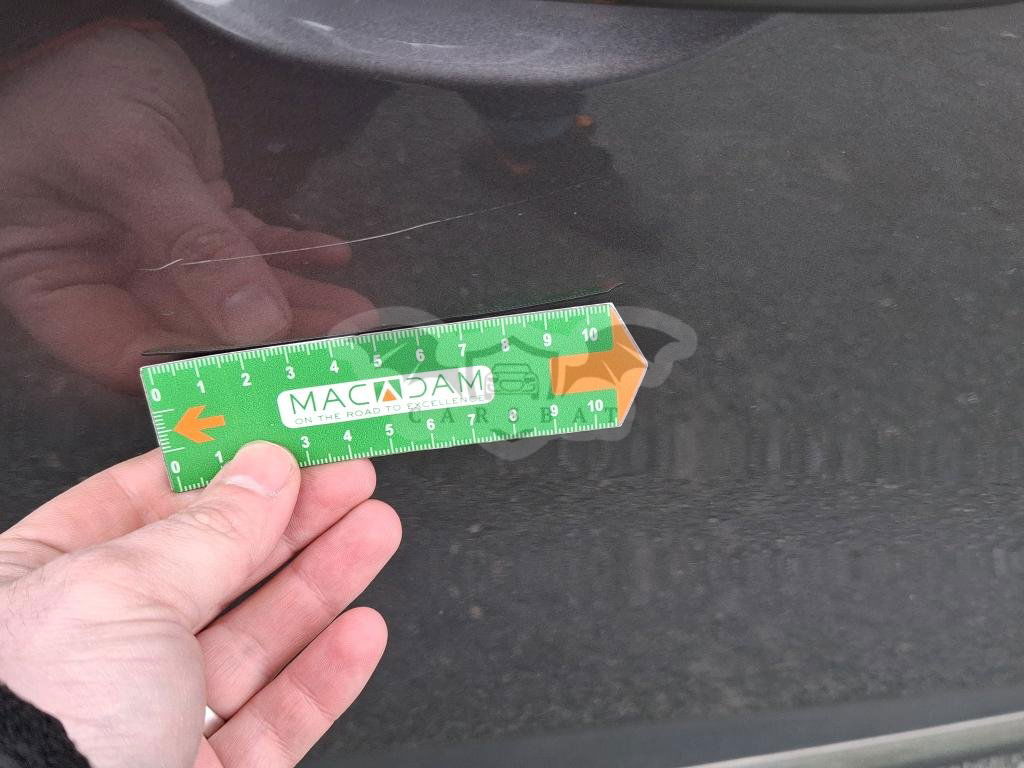 0 1 2 3 4 5 6 7 8 9 10
MACADAM
ON THE ROAD TO EXCELLENCE
CAR BEAT
0 1 3 4 5 6 7 8 9 10